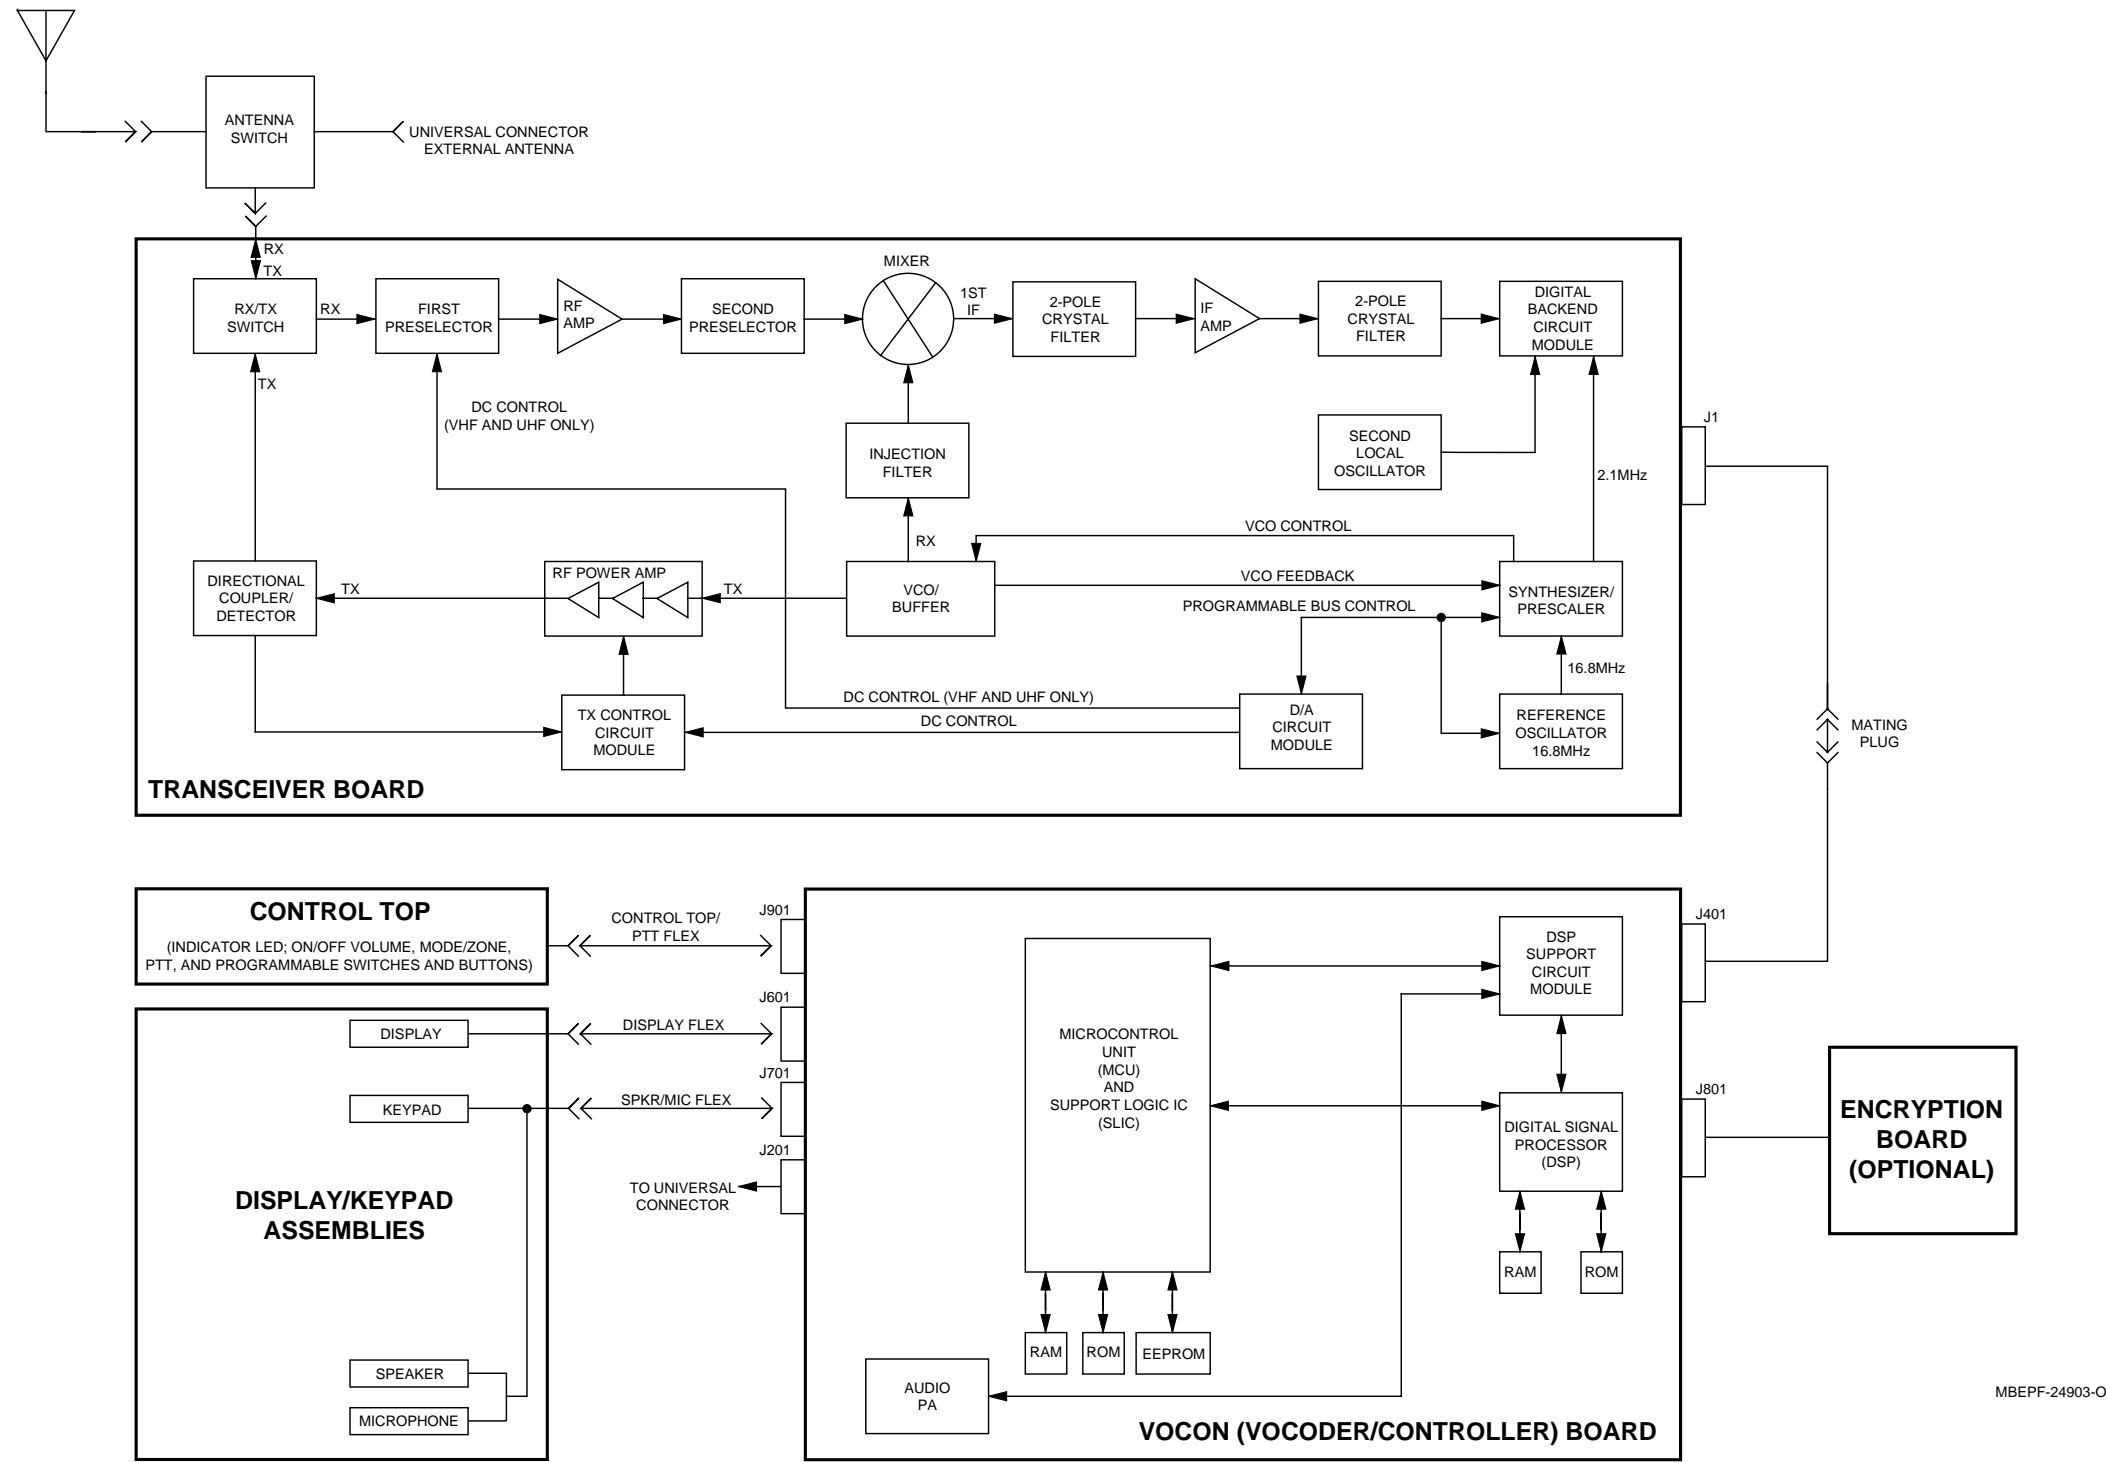 ANTENNA
SWITCH
UNIVERSAL CONNECTOR
EXTERNAL ANTENNA
RX
TX
RX/TX
SWITCH
RX
FIRST
PRESELECTOR
RF
AMP
SECOND
PRESELECTOR
MIXER
1ST
IF
2-POLE
CRYSTAL
FILTER
IF
AMP
2-POLE
CRYSTAL
FILTER
DIGITAL
BACKEND
CIRCUIT
MODULE
TX
DC CONTROL
(VHF AND UHF ONLY)
INJECTION
FILTER
SECOND
LOCAL
OSCILLATOR
2.1MHz
J1
RX
VCO CONTROL
DIRECTIONAL
COUPLER/
DETECTOR
TX
RF POWER AMP
TX
VCO/
BUFFER
VCO FEEDBACK
PROGRAMMABLE BUS CONTROL
SYNTHESIZER/
PRESCALER
16.8MHz
TX CONTROL
CIRCUIT
MODULE
DC CONTROL (VHF AND UHF ONLY)
DC CONTROL
D/A
CIRCUIT
MODULE
REFERENCE
OSCILLATOR
16.8MHz
MATING
PLUG
TRANSCEIVER BOARD
CONTROL TOP
(INDICATOR LED; ON/OFF VOLUME, MODE/ZONE,
PTT, AND PROGRAMMABLE SWITCHES AND BUTTONS)
CONTROL TOP/
PTT FLEX
J901
DISPLAY
DISPLAY FLEX
J601
KEYPAD
SPKR/MIC FLEX
J701
J201
TO UNIVERSAL
CONNECTOR
DISPLAY/KEYPAD
ASSEMBLIES
SPEAKER
MICROPHONE
MICROCONTROL
UNIT
(MCU)
AND
SUPPORT LOGIC IC
(SLIC)
DSP
SUPPORT
CIRCUIT
MODULE
J401
DIGITAL SIGNAL
PROCESSOR
(DSP)
J801
ENCRYPTION
BOARD
(OPTIONAL)
RAM
ROM
RAM
ROM
EEPROM
AUDIO
PA
VOCON (VOCODER/CONTROLLER) BOARD
MBEPF-24903-O